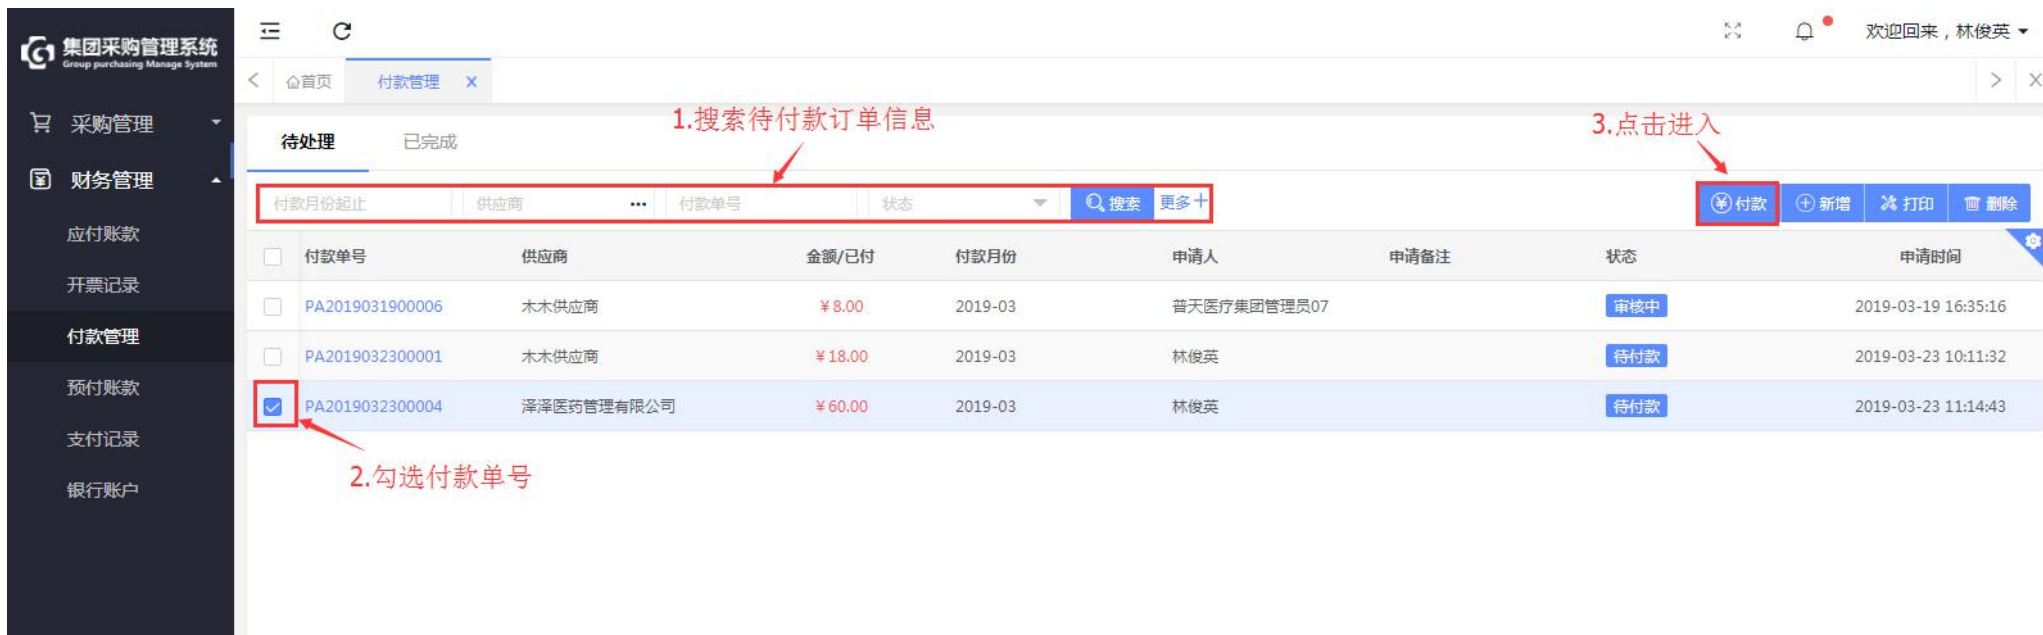 集团采购管理系统
Group purchasing Manage System
欢迎回来，林俊英
首页 付款管理
采购管理
财务管理
应付账款
开票记录
付款管理
预付账款
支付记录
银行账户
1.搜索待付款订单信息
3.点击进入
待处理 已完成
付款月份起止 供应商 ••• 付款单号 状态 搜索 更多+ 付款 新增 打印 删除
付款单号 供应商 金额/已付 付款月份 申请人 申请备注 状态 申请时间
PA2019031900006 木木供应商 ¥8.00 2019-03 普天医疗集团管理员07 审核中 2019-03-19 16:35:16
PA2019032300001 木木供应商 ¥18.00 2019-03 林俊英 待付款 2019-03-23 10:11:32
PA2019032300004 泽泽医药管理有限公司 ¥60.00 2019-03 林俊英 待付款 2019-03-23 11:14:43
2.勾选付款单号